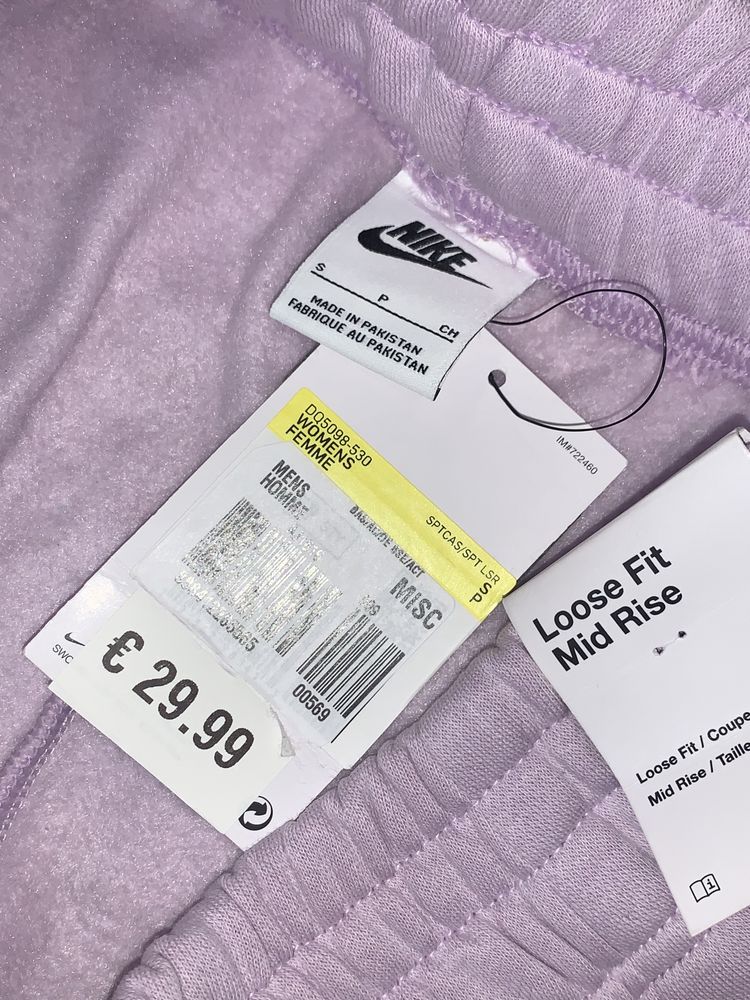 NIKE
S P CH
MADE IN PAKISTAN
FABRIQUE AU PAKISTAN
IM#722460
DQ5098-530
WOMENS
FEMME
SPTCAS/SPT LSR
S
P
MENS
HOMME
MISC
00569
€ 29.99
Loose Fit
Mid Rise
Loose Fit / Coupe
Mid Rise / Taille